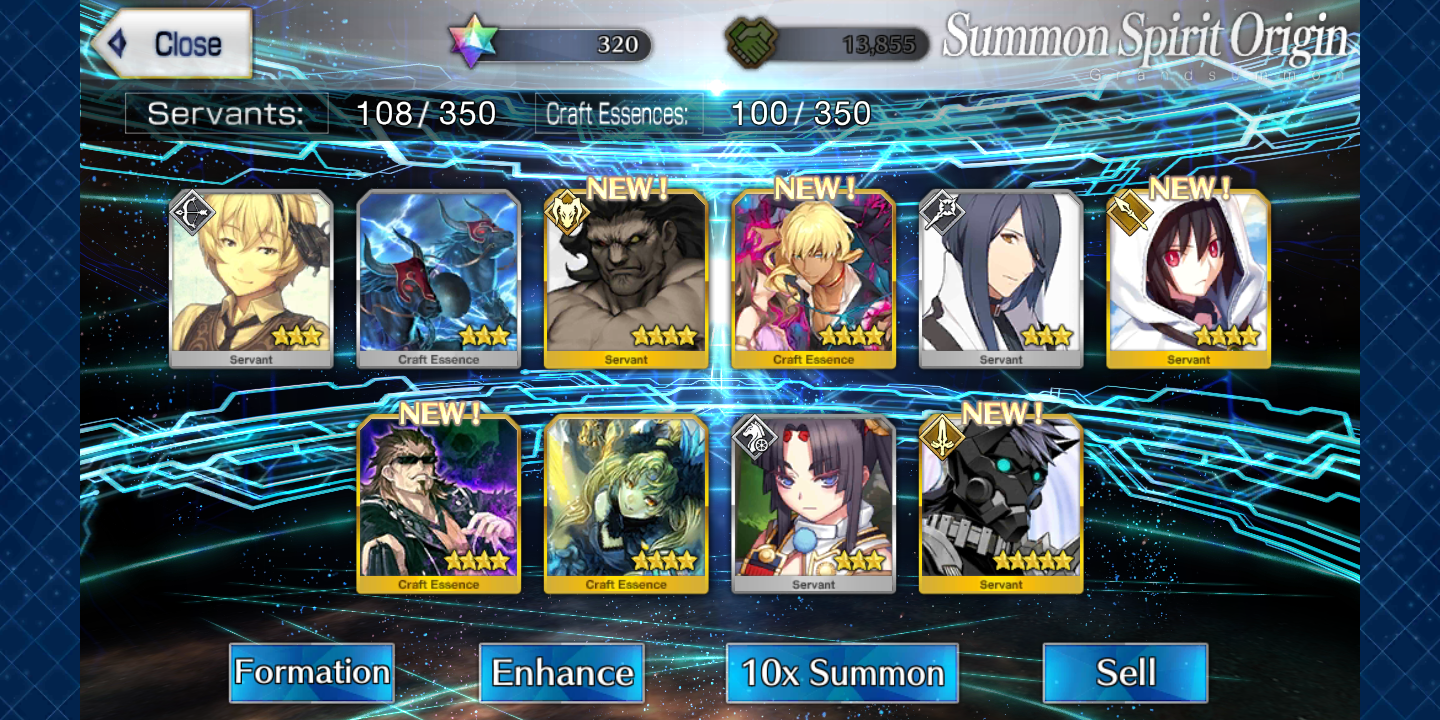 Close
320
13,855
Summon Spirit Origin
Grand summon
Servants: 108 / 350 Craft Essences: 100 / 350
NEW! NEW! NEW!
Servant Craft Essence Servant Craft Essence Servant Servant
NEW! NEW!
Craft Essence Craft Essence Servant Servant
Formation Enhance 10x Summon Sell